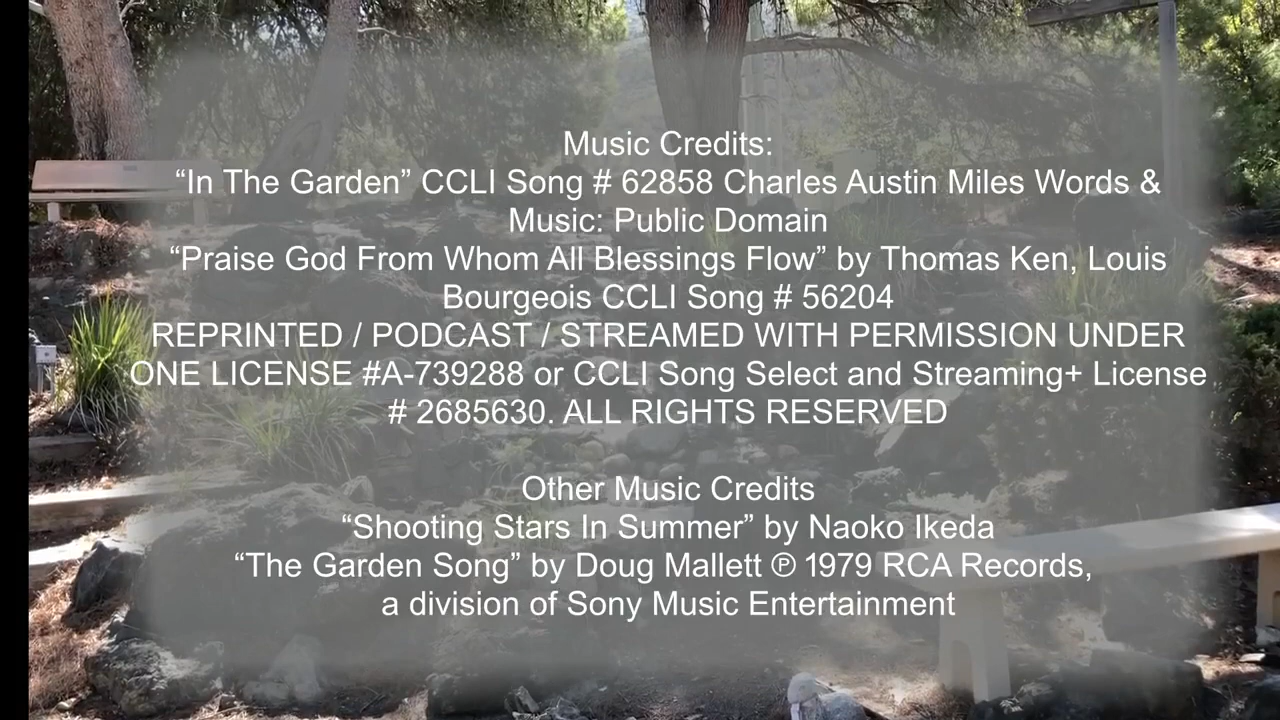 Music Credits:
“In The Garden” CCLI Song # 62858 Charles Austin Miles Words &
Music: Public Domain
“Praise God From Whom All Blessings Flow” by Thomas Ken, Louis
Bourgeois CCLI Song # 56204
REPRINTED / PODCAST / STREAMED WITH PERMISSION UNDER
ONE LICENSE #A-739288 or CCLI Song Select and Streaming+ License
# 2685630. ALL RIGHTS RESERVED
Other Music Credits
“Shooting Stars In Summer” by Naoko Ikeda
“The Garden Song” by Doug Mallett ℗ 1979 RCA Records,
a division of Sony Music Entertainment